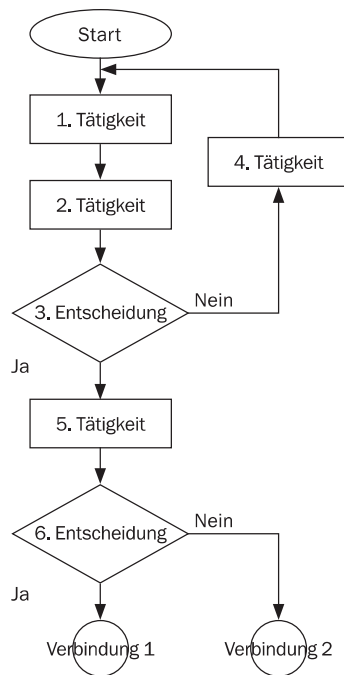 Start
1. Tätigkeit
4. Tätigkeit
2. Tätigkeit
Nein
3. Entscheidung
Ja
5. Tätigkeit
Nein
6. Entscheidung
Ja
Verbindung 1
Verbindung 2